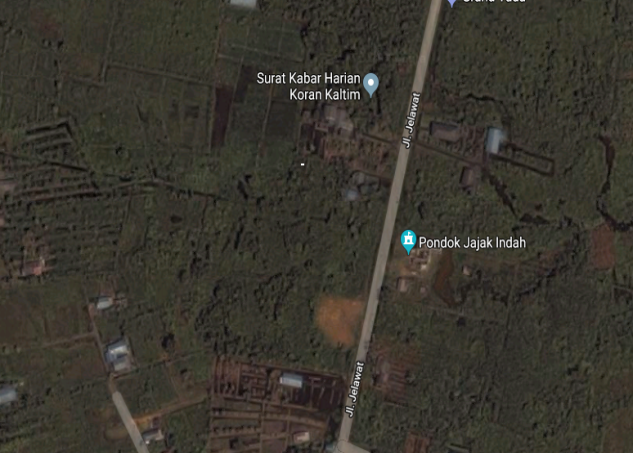 Surat Kabar Harian
Koran Kaltim
Jl. Jelawat
Pondok Jajak Indah
Jl. Jelawat